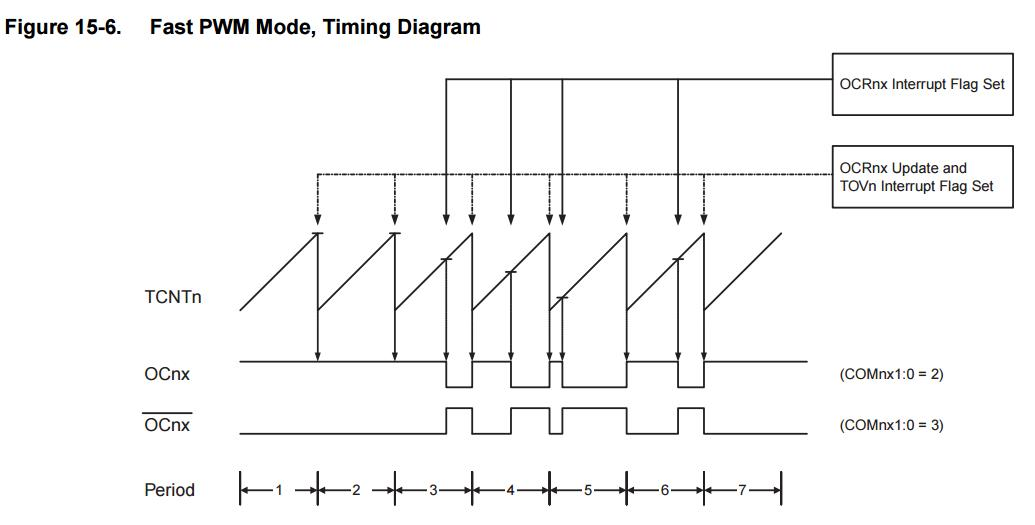 Figure 15-6. Fast PWM Mode, Timing Diagram
OCRnx Interrupt Flag Set
OCRnx Update and
TOVn Interrupt Flag Set
TCNTn
OCnx
(COMnx1:0 = 2)
OCnx
(COMnx1:0 = 3)
Period
1 2 3 4 5 6 7